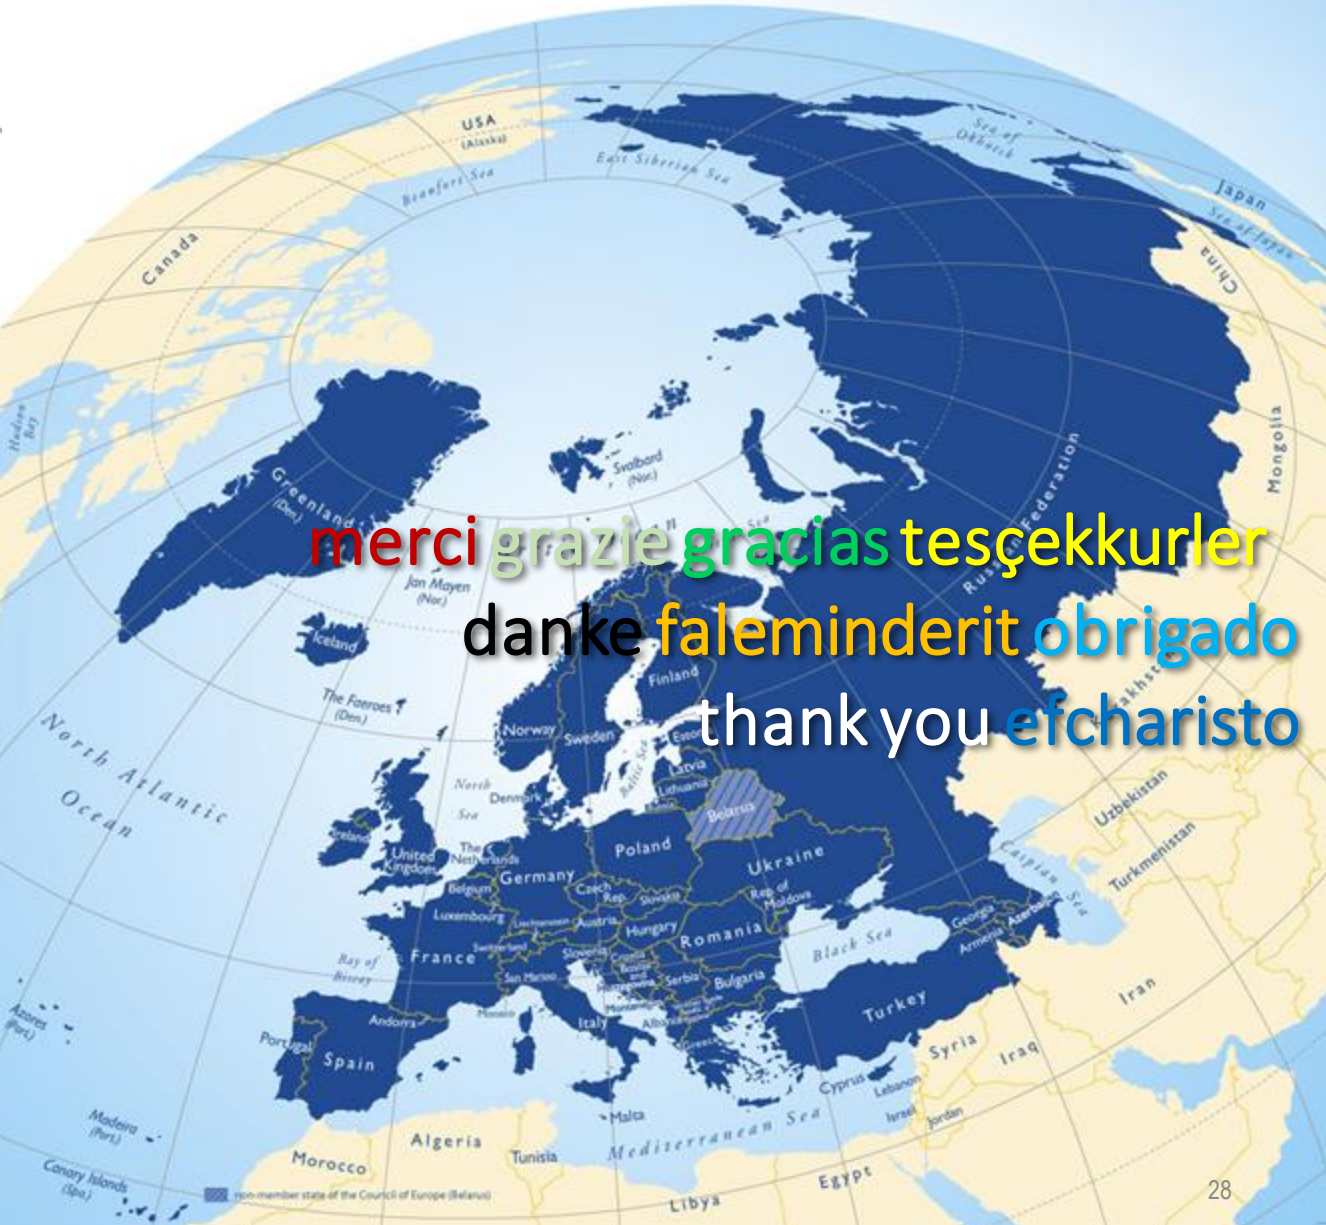 USA
(Alaska)
Beaufort Sea
East Siberian Sea
Sea of
Okhotsk
Japan
Sea of Japan
China
Canada
Hudson
Bay
Mongolia
Greenland
(Den.)
Svalbard
(Nor.)
Russian Federation
merci grazie gracias tesçekkurler
Jan Mayen
(Nor.)
danke faleminderit obrigado
Iceland
Finland
The Faeroes
(Den.)
thank you efcharisto
Norway
Sweden
Baltic Sea
Latvia
Lithuania
Belarus
North Atlantic
Ocean
North
Sea
Denmark
Uzbekistan
Turkmenistan
Caspian Sea
Ireland
United
Kingdom
The
Netherlands
Poland
Ukraine
Belgium
Germany
Czech
Rep.
Slovakia
Rep of
Moldova
Luxembourg
Liechtenstein
Austria
Hungary
Romania
Georgia
Azerbaijan
Armenia
Black Sea
Bay of
Biscay
France
Switzerland
Slovenia
Croatia
San Marino
Serbia
Bulgaria
Monaco
Andorra
Italy
Turkey
Iran
Azores
(Port.)
Portugal
Spain
Greece
Syria
Iraq
Cyprus
Lebanon
Israel
Jordan
Malta
Mediterranean Sea
Madeira
(Port.)
Algeria
Tunisia
Morocco
Canary Islands
(Spa.)
Egypt
Libya
non-member state of the Council of Europe (Belarus)
28